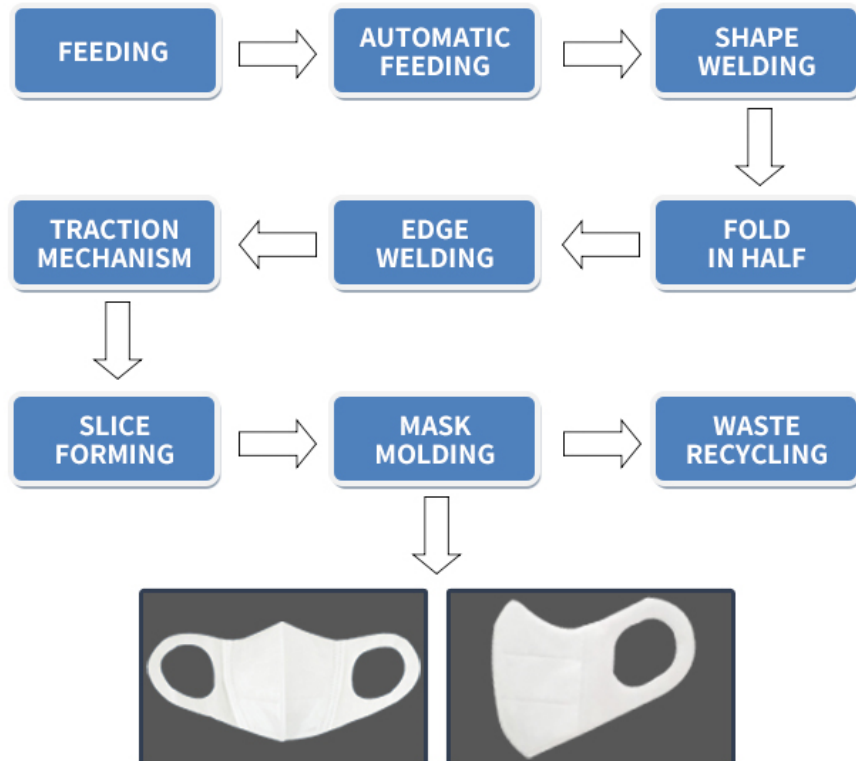 FEEDING
AUTOMATIC
FEEDING
SHAPE
WELDING
TRACTION
MECHANISM
EDGE
WELDING
FOLD
IN HALF
SLICE
FORMING
MASK
MOLDING
WASTE
RECYCLING